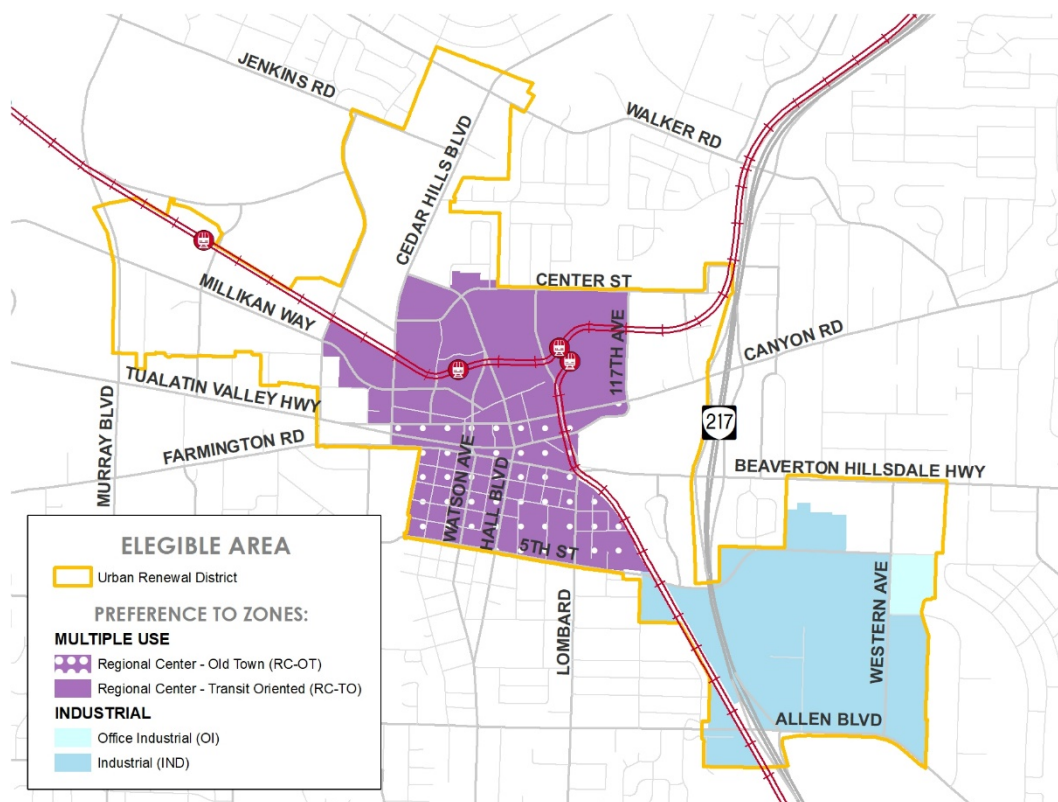 JENKINS RD
WALKER RD
CEDAR HILLS BLVD
CENTER ST
MILLIKAN WAY
117TH AVE
CANYON RD
TUALATIN VALLEY HWY
217
FARMINGTON RD
MURRAY BLVD
WATSON AVE
HALL BLVD
BEAVERTON HILLSDALE HWY
5TH ST
LOMBARD
WESTERN AVE
ALLEN BLVD
ELEGIBLE AREA
Urban Renewal District
PREFERENCE TO ZONES:
MULTIPLE USE
Regional Center - Old Town (RC-OT)
Regional Center - Transit Oriented (RC-TO)
INDUSTRIAL
Office Industrial (OI)
Industrial (IND)